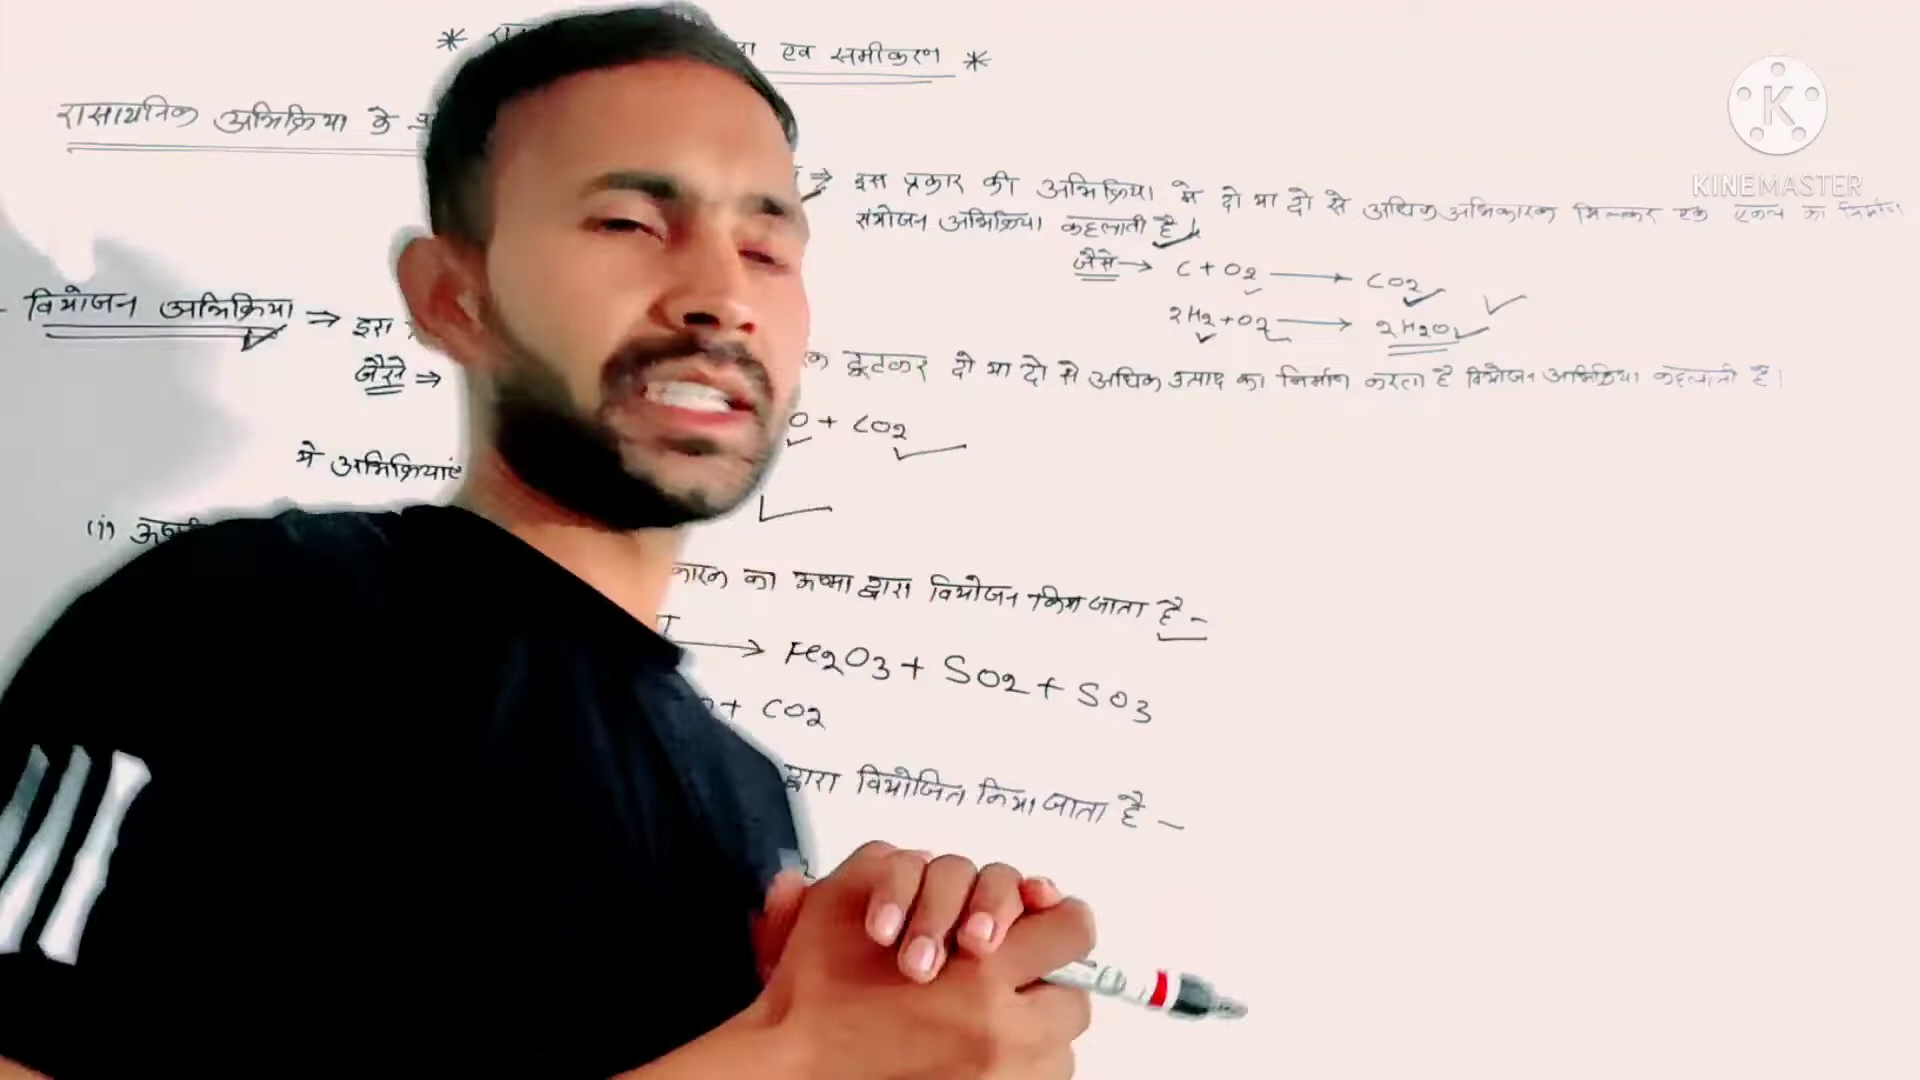 * एवं समीकरण *
रासायनिक अभिक्रिया के
⇒ इस प्रकार की अभिक्रिया मे दो या दो से अधिक अभिकारक मिलकर एक एकल का निर्माण
संयोजन अभिक्रिया कहलाती है।
जैसे → C + O2 ⟶ CO2
2H2 + O2 ⟶ 2H2O
वियोजन अभिक्रिया ⇒ इस
टूटकर दो या दो से अधिक उत्पाद का निर्माण करता है वियोजन अभिक्रिया कहलाती है।
जैसे ⇒
O + CO2
ये अभिक्रियाएं
(i)
कारक का ऊष्मा द्वारा वियोजन किया जाता है -
⟶ Fe2O3 + SO2 + SO3
+ CO2
द्वारा वियोजित किया जाता है -
KINEMASTER